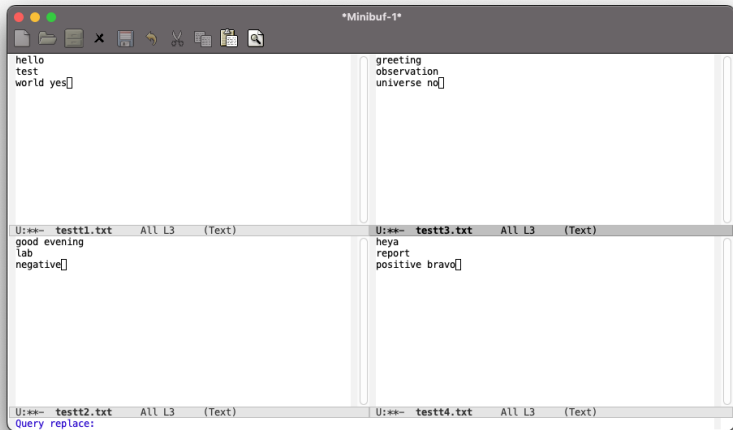 *Minibuf-1*
hello
test
world yes
U:**-  testt1.txt     All L3     (Text)
greeting
observation
universe no
U:**-  testt3.txt     All L3     (Text)
good evening
lab
negative
U:**-  testt2.txt     All L3     (Text)
heya
report
positive bravo
U:**-  testt4.txt     All L3     (Text)
Query replace: